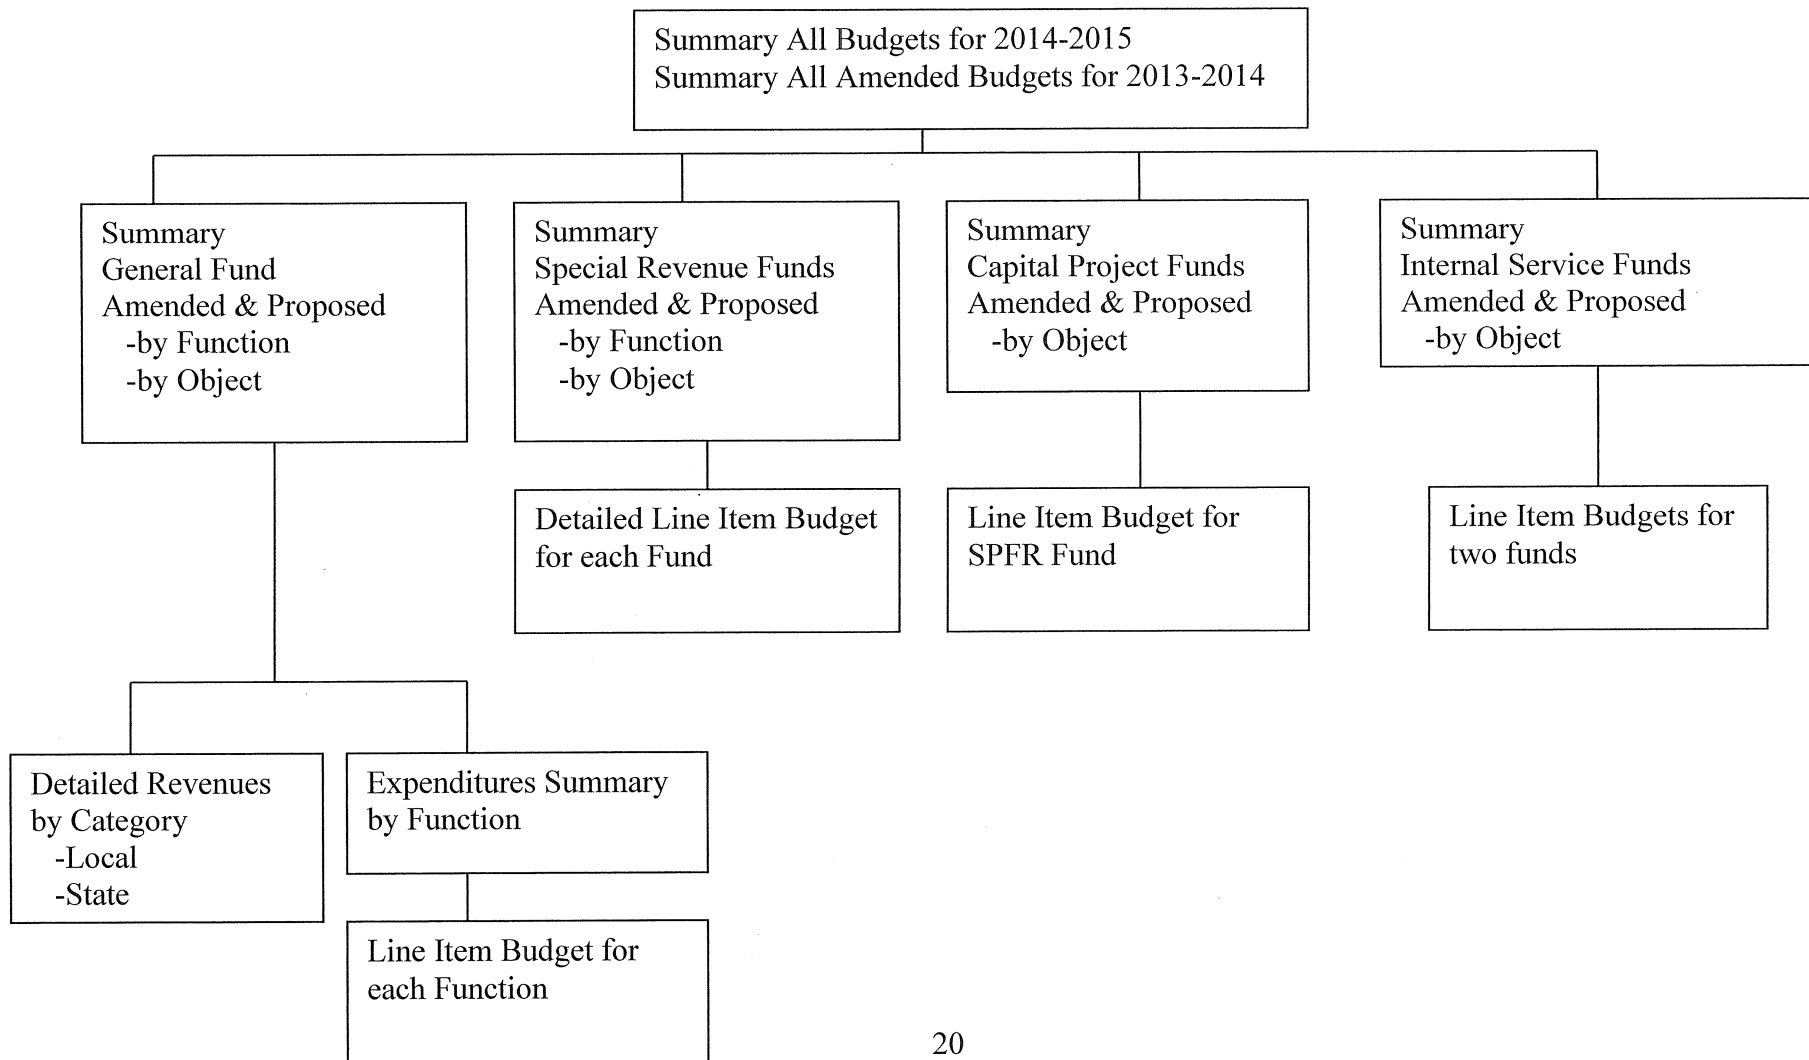 Summary All Budgets for 2014-2015
Summary All Amended Budgets for 2013-2014
Summary
General Fund
Amended & Proposed
-by Function
-by Object
Summary
Special Revenue Funds
Amended & Proposed
-by Function
-by Object
Summary
Capital Project Funds
Amended & Proposed
-by Object
Summary
Internal Service Funds
Amended & Proposed
-by Object
Detailed Line Item Budget
for each Fund
Line Item Budget for
SPFR Fund
Line Item Budgets for
two funds
Detailed Revenues
by Category
-Local
-State
Expenditures Summary
by Function
Line Item Budget for
each Function
20